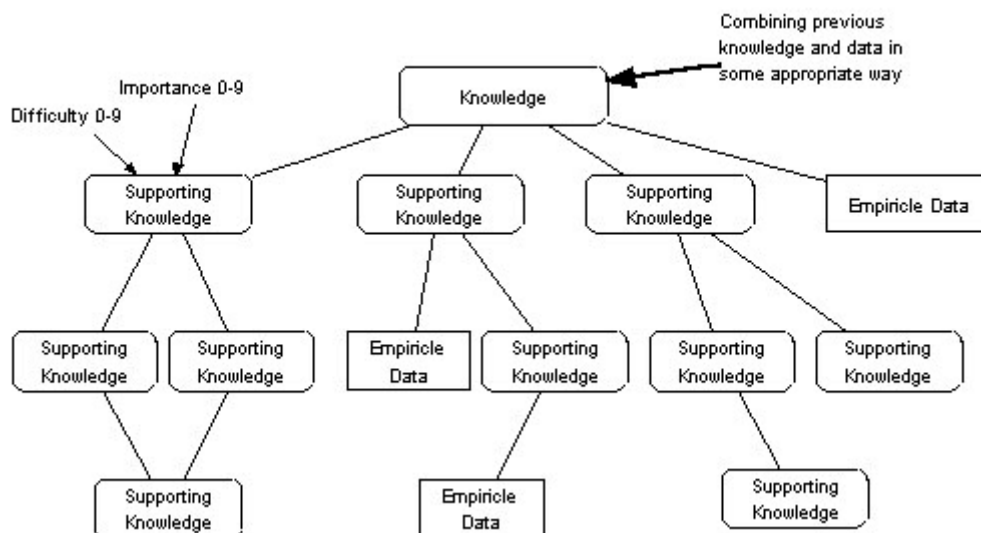 Combining previous
knowledge and data in
some appropriate way
Importance 0-9
Difficulty 0-9
Knowledge
Supporting
Knowledge
Supporting
Knowledge
Supporting
Knowledge
Empiricle Data
Supporting
Knowledge
Supporting
Knowledge
Empiricle
Data
Supporting
Knowledge
Supporting
Knowledge
Supporting
Knowledge
Supporting
Knowledge
Empiricle
Data
Supporting
Knowledge